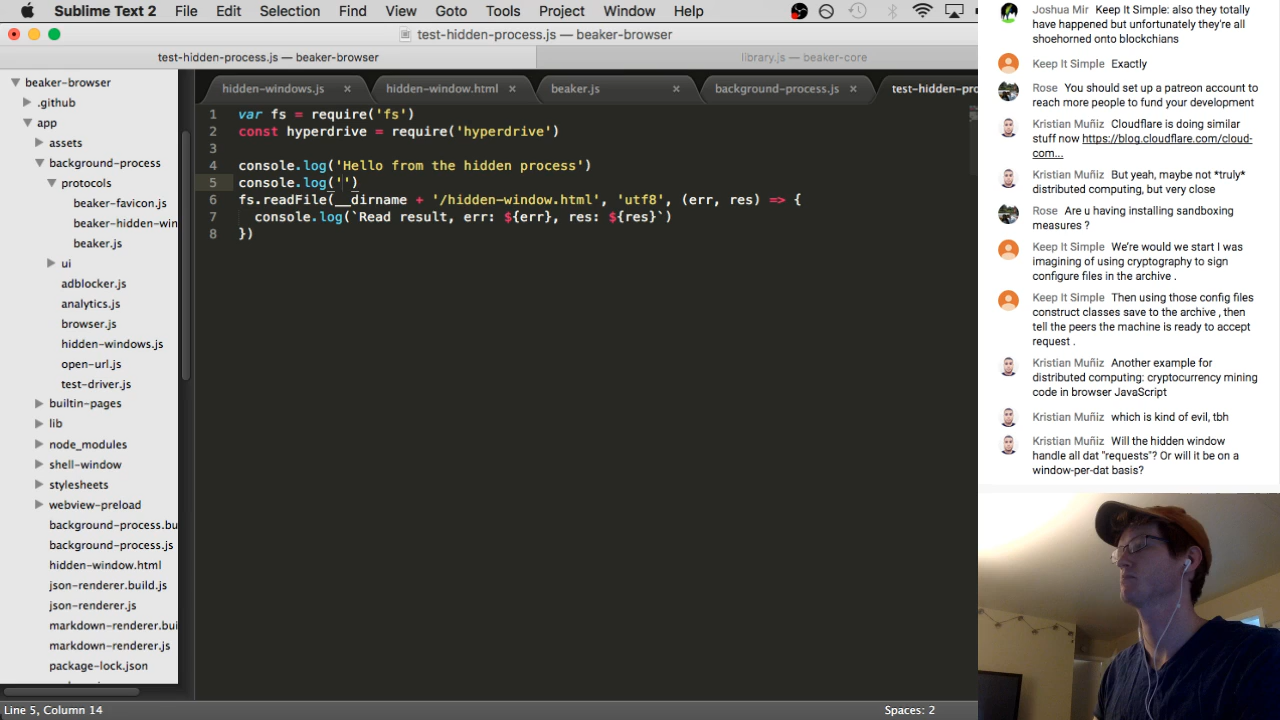 Sublime Text 2 File Edit Selection Find View Goto Tools Project Window Help
test-hidden-process.js — beaker-browser
test-hidden-process.js — beaker-browser
library.js — beaker-core
hidden-windows.js ×
hidden-window.html ×
beaker.js ×
background-process.js ×
test-hidden-pro
beaker-browser
.github
app
assets
background-process
protocols
beaker-favicon.js
beaker-hidden-win
beaker.js
ui
adblocker.js
analytics.js
browser.js
hidden-windows.js
open-url.js
test-driver.js
builtin-pages
lib
node_modules
shell-window
stylesheets
webview-preload
background-process.bu
background-process.js
hidden-window.html
json-renderer.build.js
json-renderer.js
markdown-renderer.bui
markdown-renderer.js
package-lock.json
1 var fs = require('fs')
2 const hyperdrive = require('hyperdrive')
3
4 console.log('Hello from the hidden process')
5 console.log('')
6 fs.readFile(__dirname + '/hidden-window.html', 'utf8', (err, res) => {
7 console.log(`Read result, err: ${err}, res: ${res}`)
8 })
Line 5, Column 14
Spaces: 2
Joshua Mir Keep It Simple: also they totally
have happened but unfortunately they're all
shoehorned onto blockchians
Keep It Simple Exactly
Rose You should set up a patreon account to
reach more people to fund your development
Kristian Muñiz Cloudflare is doing similar
stuff now https://blog.cloudflare.com/cloud-
com...
Kristian Muñiz But yeah, maybe not *truly*
distributed computing, but very close
Rose Are u having installing sandboxing
measures ?
Keep It Simple We're would we start I was
imagining of using cryptography to sign
configure files in the archive .
Keep It Simple Then using those config files
construct classes save to the archive , then
tell the peers the machine is ready to accept
request .
Kristian Muñiz Another example for
distributed computing: cryptocurrency mining
code in browser JavaScript
Kristian Muñiz which is kind of evil, tbh
Kristian Muñiz Will the hidden window
handle all dat "requests"? Or will it be on a
window-per-dat basis?